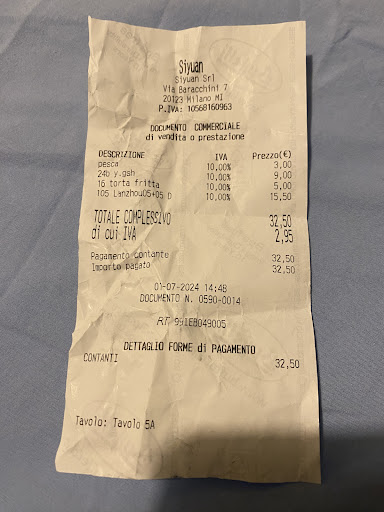 Siyuan
Siyuan Srl
Via Baracchini 7
20123 Milano MI
P.IVA: 10568160963
DOCUMENTO COMMERCIALE
di vendita o prestazione
DESCRIZIONE IVA Prezzo(€)
pesca 10,00% 3,00
24b y.gsh 10,00% 9,00
16 torta fritta 10,00% 5,00
105 Lanzhou05+05 D 10,00% 15,50
TOTALE COMPLESSIVO 32,50
di cui IVA 2,95
Pagamento contante 32,50
Importo pagato 32,50
01-07-2024 14:48
DOCUMENTO N. 0590-0014
RT 99IEB049005
DETTAGLIO FORME di PAGAMENTO
CONTANTI 32,50
Tavolo: Tavolo 5A